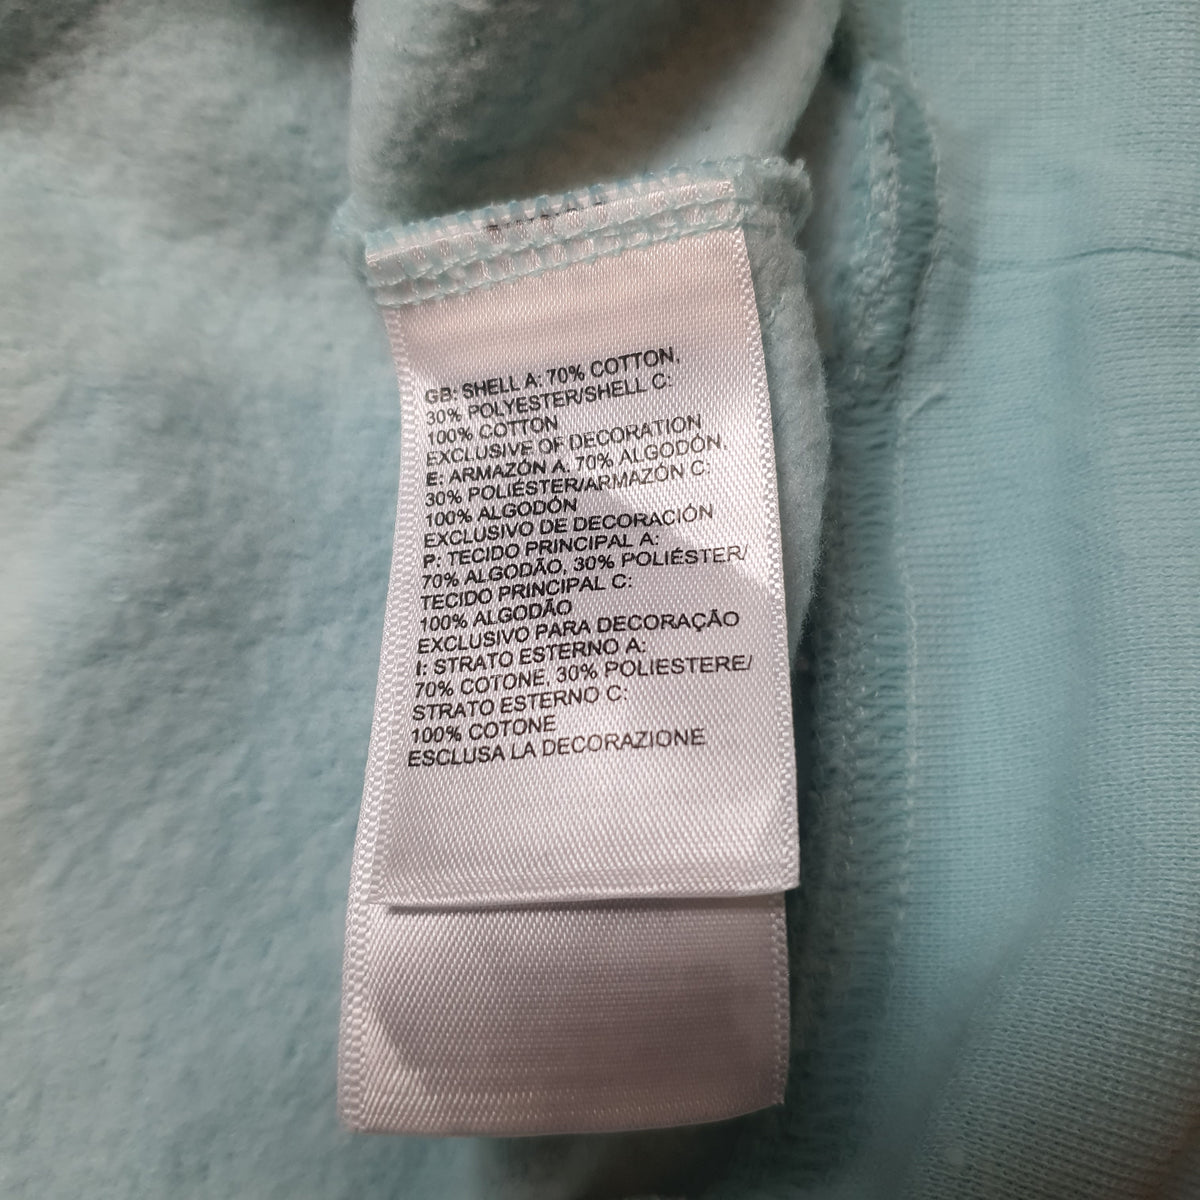 GB: SHELL A: 70% COTTON,
30% POLYESTER/SHELL C:
100% COTTON
EXCLUSIVE OF DECORATION
E: ARMAZÓN A. 70% ALGODÓN,
30% POLIÉSTER/ARMAZÓN C:
100% ALGODÓN
EXCLUSIVO DE DECORACIÓN
P: TECIDO PRINCIPAL A:
70% ALGODÃO, 30% POLIÉSTER/
TECIDO PRINCIPAL C:
100% ALGODÃO
EXCLUSIVO PARA DECORAÇÃO
I: STRATO ESTERNO A:
70% COTONE, 30% POLIESTERE/
STRATO ESTERNO C:
100% COTONE
ESCLUSA LA DECORAZIONE